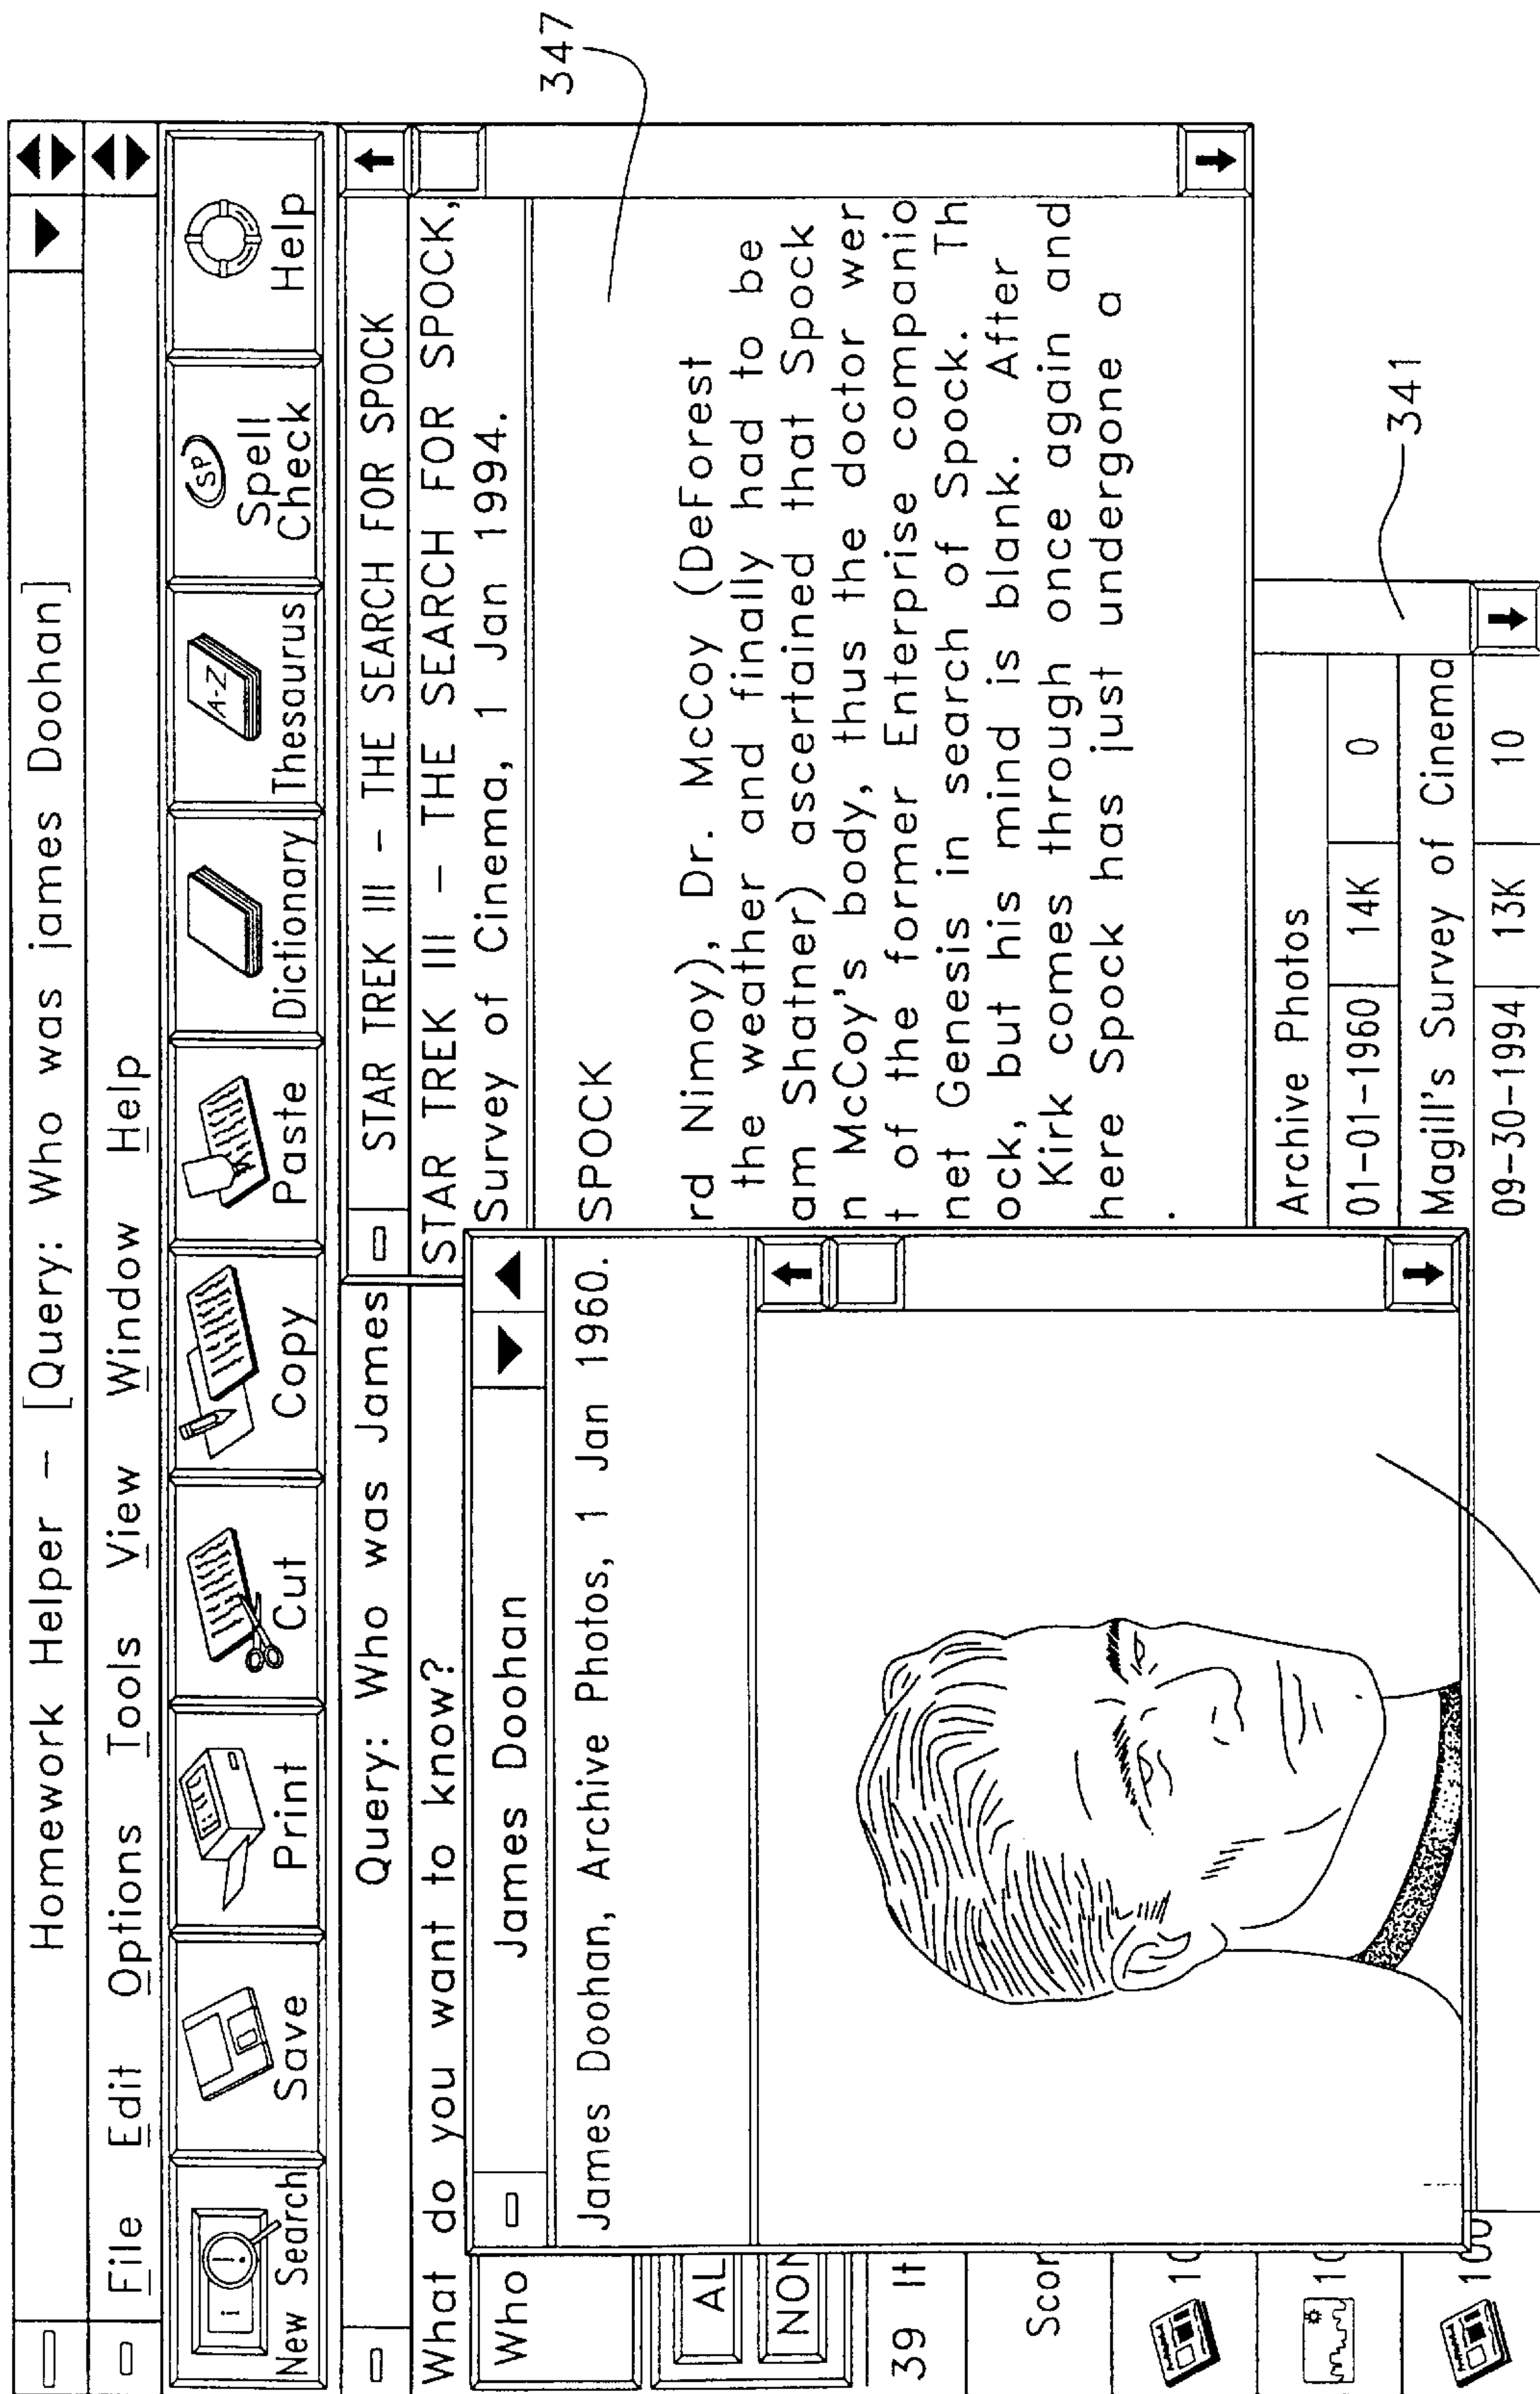 Homework Helper – [Query: Who was james Doohan]
File Edit Options Tools View Window Help
New Search
Save
Print
Cut
Copy
Paste
Dictionary
A-Z
Thesaurus
SP
Spell
Check
Help
Query: Who was James
What do you want to know?
Who
AL
NON
39 It
Scor
10
10
100
James Doohan
James Doohan, Archive Photos, 1 Jan 1960.
STAR TREK III – THE SEARCH FOR SPOCK
STAR TREK III – THE SEARCH FOR SPOCK,
Survey of Cinema, 1 Jan 1994.
SPOCK
rd Nimoy), Dr. McCoy (DeForest
the weather and finally had to be
am Shatner) ascertained that Spock
n McCoy's body, thus the doctor wer
t of the former Enterprise companio
net Genesis in search of Spock. Th
ock, but his mind is blank. After
Kirk comes through once again and
here Spock has just undergone a
.
Archive Photos
01-01-1960 14K 0
Magill's Survey of Cinema
09-30-1994 13K 10
347
341